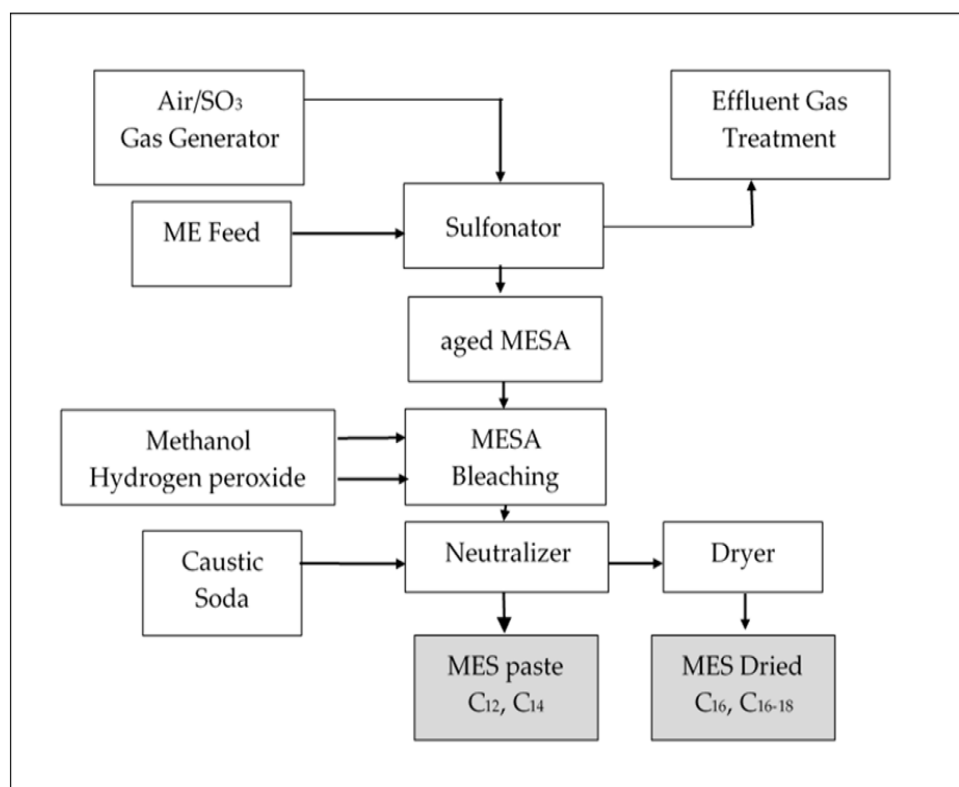 Air/SO₃
Gas Generator
Effluent Gas
Treatment
ME Feed
Sulfonator
aged MESA
Methanol
Hydrogen peroxide
MESA
Bleaching
Caustic
Soda
Neutralizer
Dryer
MES paste
C₁₂, C₁₄
MES Dried
C₁₆, C₁₆₋₁₈